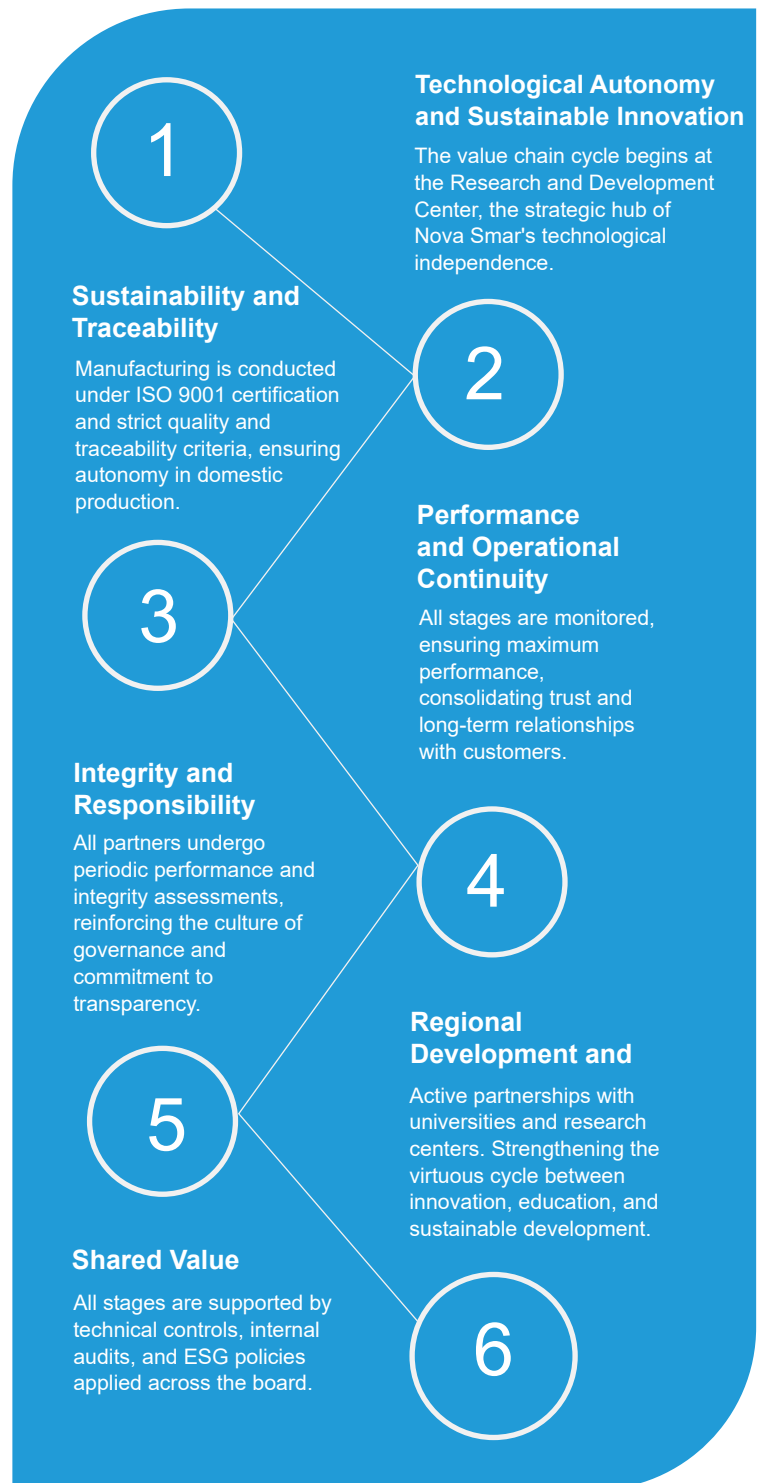 1
Technological Autonomy
and Sustainable Innovation
The value chain cycle begins at
the Research and Development
Center, the strategic hub of
Nova Smar's technological
independence.
2
Sustainability and
Traceability
Manufacturing is conducted
under ISO 9001 certification
and strict quality and
traceability criteria, ensuring
autonomy in domestic
production.
3
Performance
and Operational
Continuity
All stages are monitored,
ensuring maximum
performance,
consolidating trust and
long-term relationships
with customers.
4
Integrity and
Responsibility
All partners undergo
periodic performance and
integrity assessments,
reinforcing the culture of
governance and
commitment to
transparency.
5
Regional
Development and
Active partnerships with
universities and research
centers. Strengthening the
virtuous cycle between
innovation, education, and
sustainable development.
6
Shared Value
All stages are supported by
technical controls, internal
audits, and ESG policies
applied across the board.